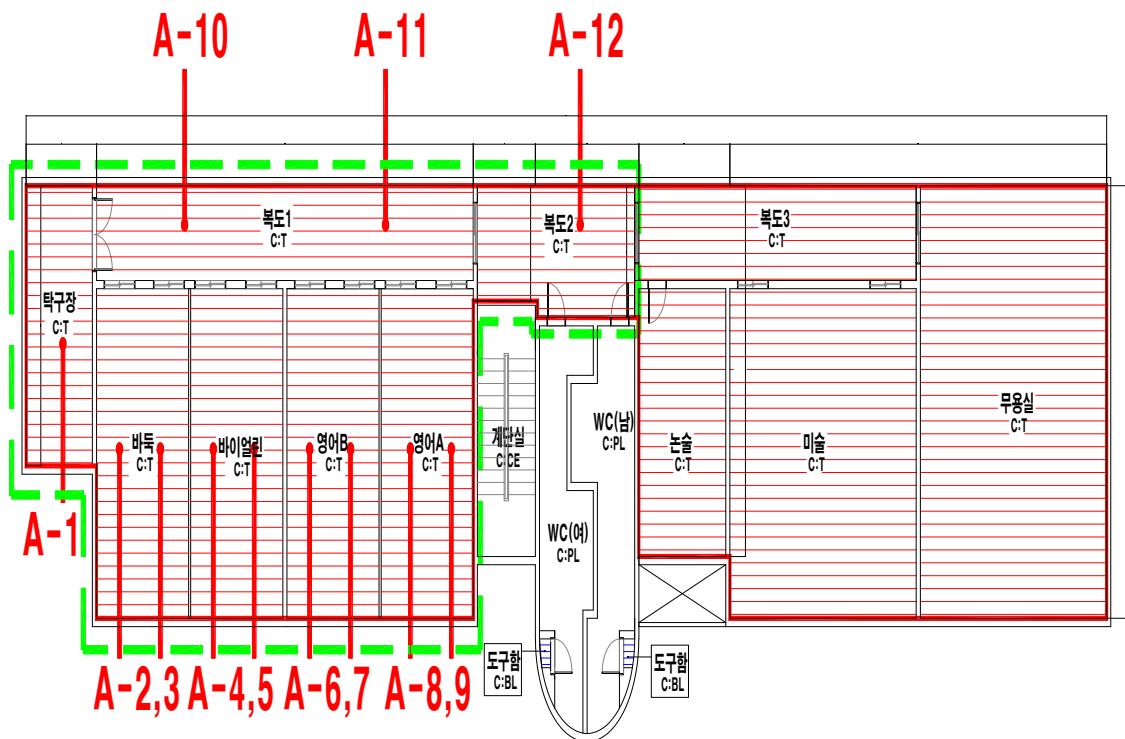 A-10
A-11
A-12
복도1
C:T
복도2
C:T
복도3
C:T
탁구장
C:T
바둑
C:T
바이얼린
C:T
영어B
C:T
영어A
C:T
계단실
C:CE
WC(남)
C:PL
논술
C:T
미술
C:T
무용실
C:T
A-1
WC(여)
C:PL
도구함
C:BL
도구함
C:BL
A-2,3
A-4,5
A-6,7
A-8,9